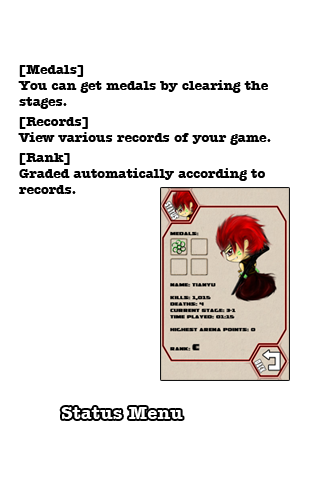 [Medals]
You can get medals by clearing the
stages.
[Records]
View various records of your game.
[Rank]
Graded automatically according to
records.
MEDALS:
NAME: TIANYU
KILLS: 1,015
DEATHS: 4
CURRENT STAGE: 3-1
TIME PLAYED: 01:15
HIGHEST ARENA POINTS: 0
RANK: C
Status Menu